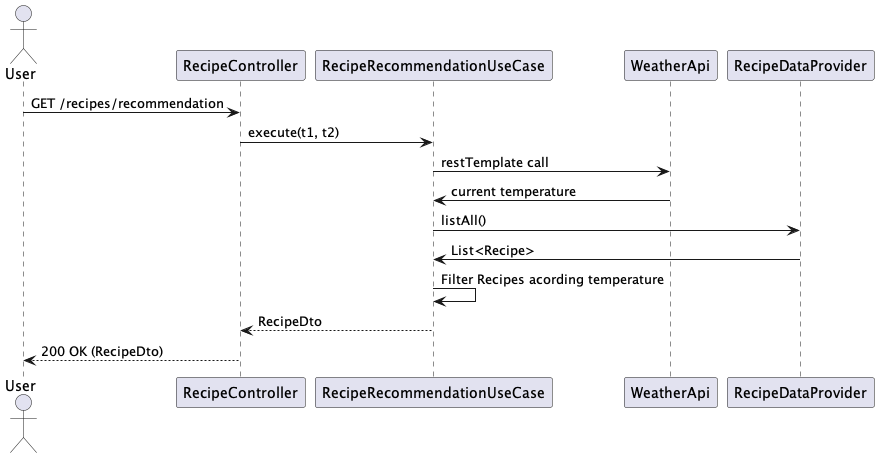 User
RecipeController
RecipeRecommendationUseCase
WeatherApi
RecipeDataProvider
GET /recipes/recommendation
execute(t1, t2)
restTemplate call
current temperature
listAll()
List<Recipe>
Filter Recipes acording temperature
RecipeDto
200 OK (RecipeDto)
User
RecipeController
RecipeRecommendationUseCase
WeatherApi
RecipeDataProvider